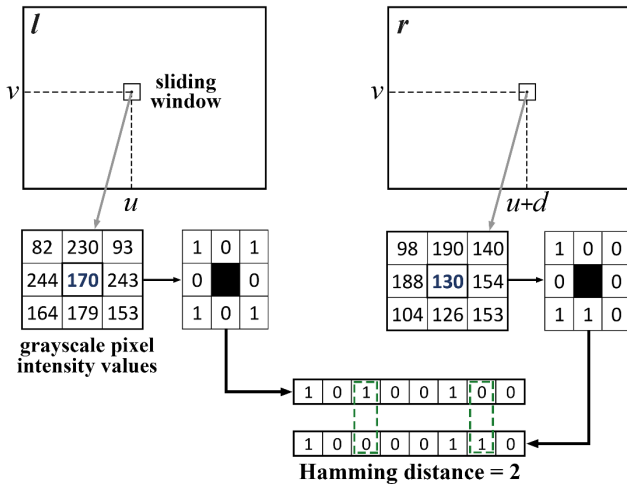 l
r
sliding
window
v
v
u
u+d
82 230 93
244 170 243
164 179 153
1 0 1
0 0
1 0 1
98 190 140
188 130 154
104 126 153
1 0 0
0 0
1 1 0
grayscale pixel
intensity values
1 0 1 0 0 1 0 0
1 0 0 0 0 1 1 0
Hamming distance = 2